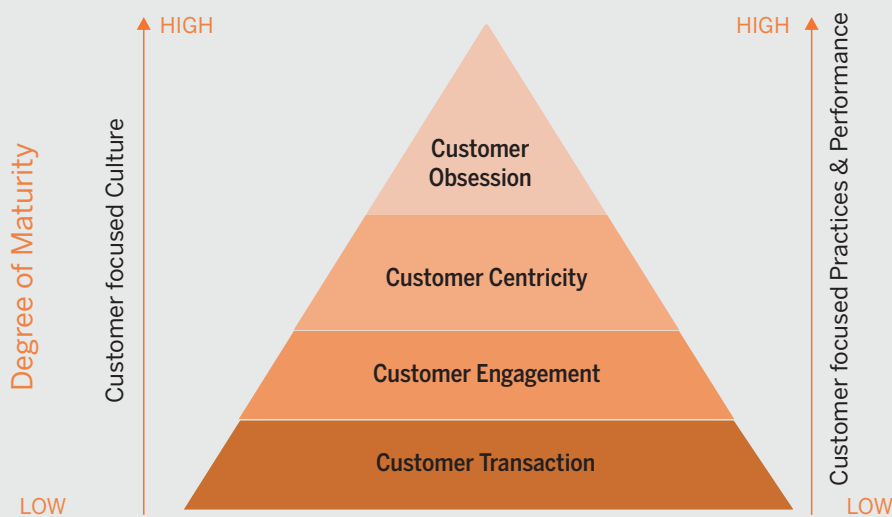 HIGH
HIGH
Degree of Maturity
Customer focused Culture
Customer
Obsession
Customer Centricity
Customer Engagement
Customer Transaction
Customer focused Practices & Performance
LOW
LOW